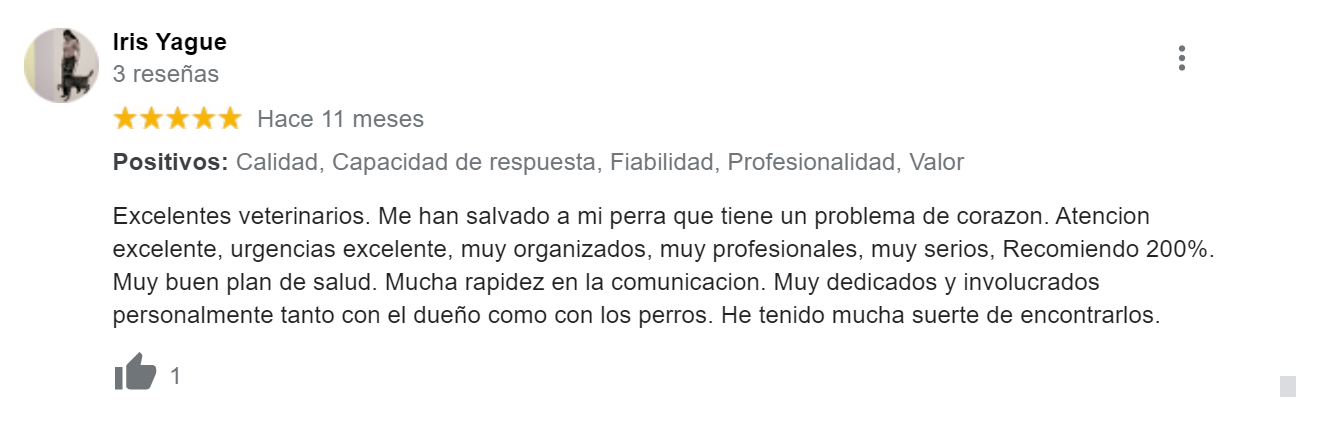 Iris Yague
3 reseñas
Hace 11 meses
Positivos: Calidad, Capacidad de respuesta, Fiabilidad, Profesionalidad, Valor
Excelentes veterinarios. Me han salvado a mi perra que tiene un problema de corazon. Atencion
excelente, urgencias excelente, muy organizados, muy profesionales, muy serios, Recomiendo 200%.
Muy buen plan de salud. Mucha rapidez en la comunicacion. Muy dedicados y involucrados
personalmente tanto con el dueño como con los perros. He tenido mucha suerte de encontrarlos.
1